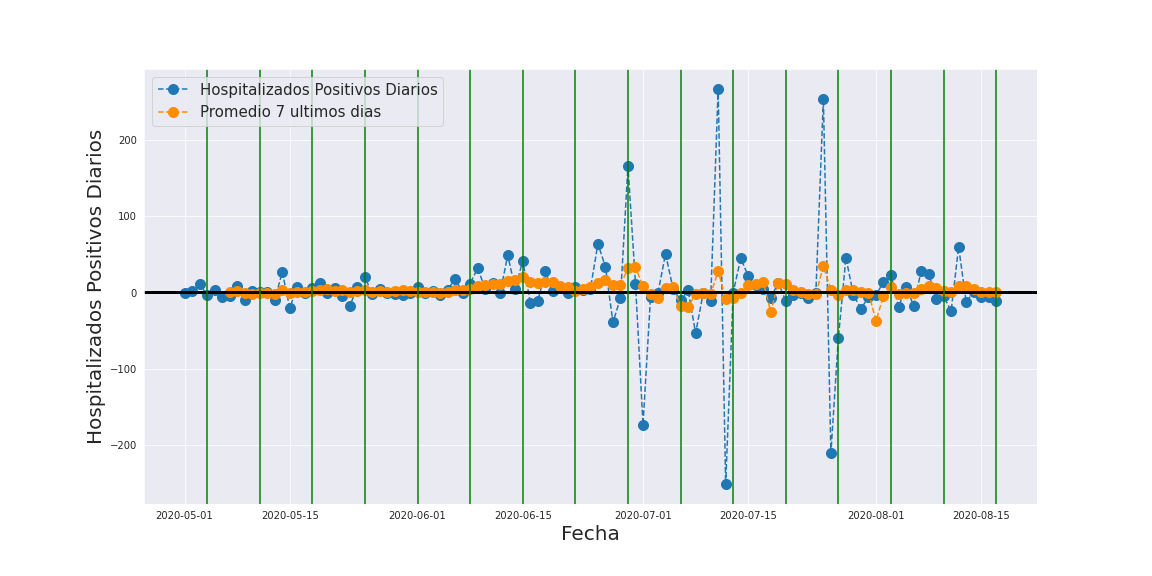 Hospitalizados Positivos Diarios
Promedio 7 ultimos dias
Hospitalizados Positivos Diarios
200
100
0
−100
−200
2020-05-01 2020-05-15 2020-06-01 2020-06-15 2020-07-01 2020-07-15 2020-08-01 2020-08-15
Fecha